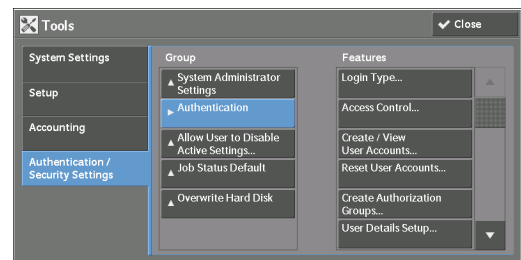 Tools
Close
System Settings
Setup
Accounting
Authentication /
Security Settings
Group
System Administrator
Settings
Authentication
Allow User to Disable
Active Settings...
Job Status Default
Overwrite Hard Disk
Features
Login Type...
Access Control...
Create / View
User Accounts...
Reset User Accounts...
Create Authorization
Groups...
User Details Setup...